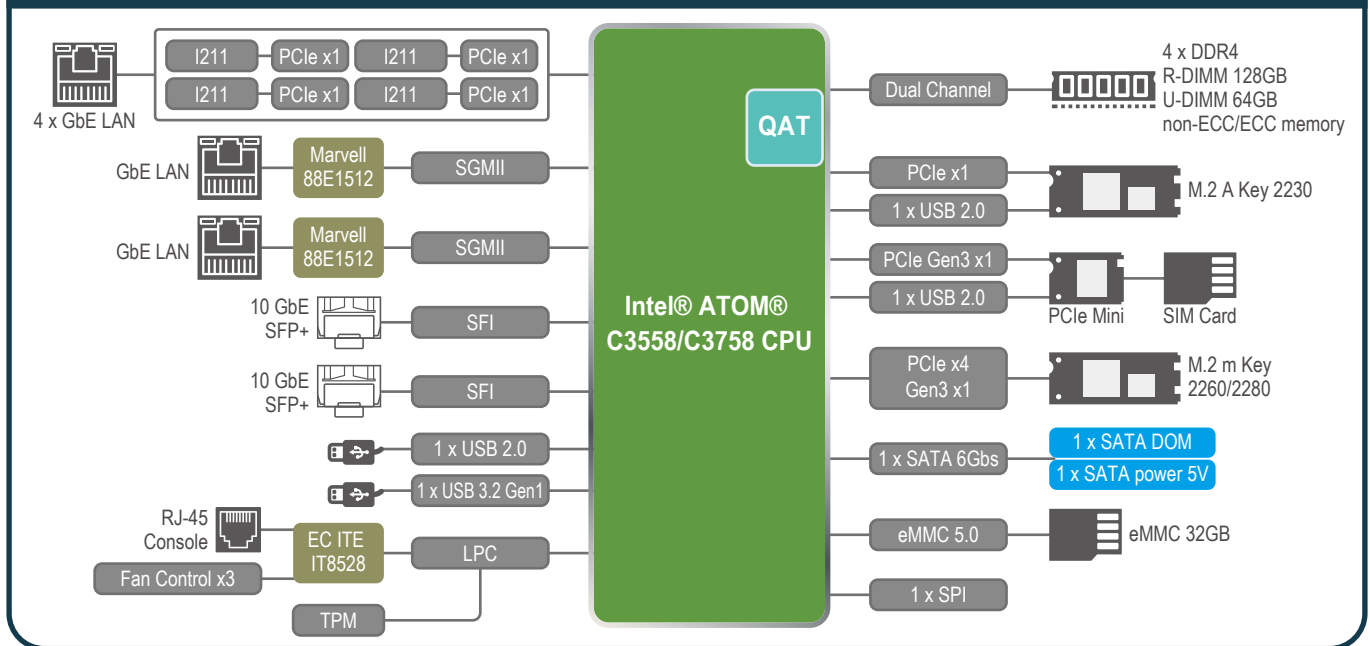 I211
PCIe x1
I211
PCIe x1
I211
PCIe x1
I211
PCIe x1
4 x GbE LAN
GbE LAN
Marvell
88E1512
SGMII
GbE LAN
Marvell
88E1512
SGMII
10 GbE
SFP+
SFI
10 GbE
SFP+
SFI
1 x USB 2.0
1 x USB 3.2 Gen1
RJ-45
Console
EC ITE
IT8528
LPC
Fan Control x3
TPM
QAT
Intel® ATOM®
C3558/C3758 CPU
Dual Channel
4 x DDR4
R-DIMM 128GB
U-DIMM 64GB
non-ECC/ECC memory
PCIe x1
1 x USB 2.0
M.2 A Key 2230
PCIe Gen3 x1
1 x USB 2.0
PCIe Mini
SIM Card
PCIe x4
Gen3 x1
M.2 m Key
2260/2280
1 x SATA 6Gbs
1 x SATA DOM
1 x SATA power 5V
eMMC 5.0
eMMC 32GB
1 x SPI